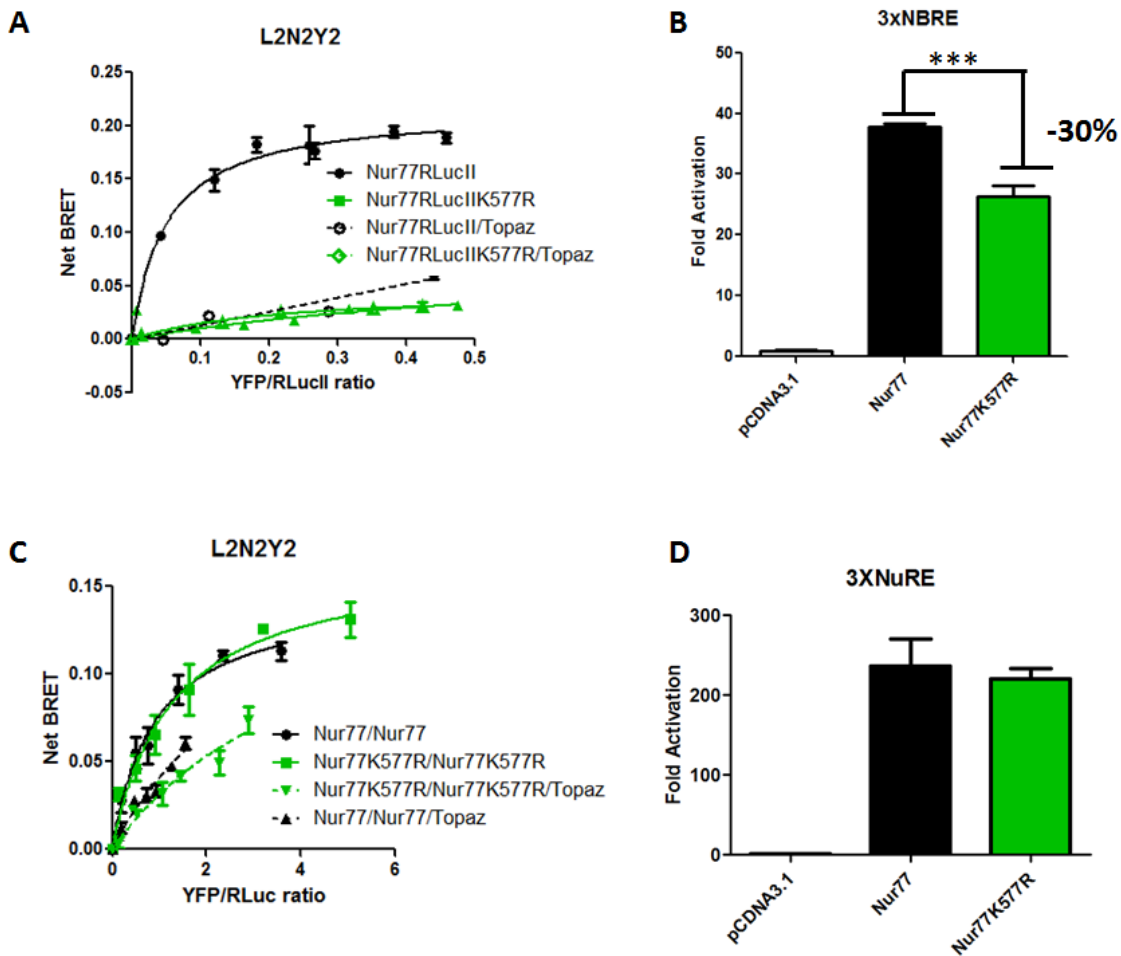 A
L2N2Y2
Net BRET
0.25
0.20
0.15
0.10
0.05
0.00
-0.05
0.1
0.2
0.3
0.4
0.5
YFP/RLucII ratio
Nur77RLucII
Nur77RLucIIK577R
Nur77RLucII/Topaz
Nur77RLucIIK577R/Topaz
B
3xNBRE
Fold Activation
50
40
30
20
10
0
***
-30%
pCDNA3.1
Nur77
Nur77K577R
C
L2N2Y2
Net BRET
0.15
0.10
0.05
0.00
0
2
4
6
YFP/RLuc ratio
Nur77/Nur77
Nur77K577R/Nur77K577R
Nur77K577R/Nur77K577R/Topaz
Nur77/Nur77/Topaz
D
3XNuRE
Fold Activation
300
200
100
0
pCDNA3.1
Nur77
Nur77K577R